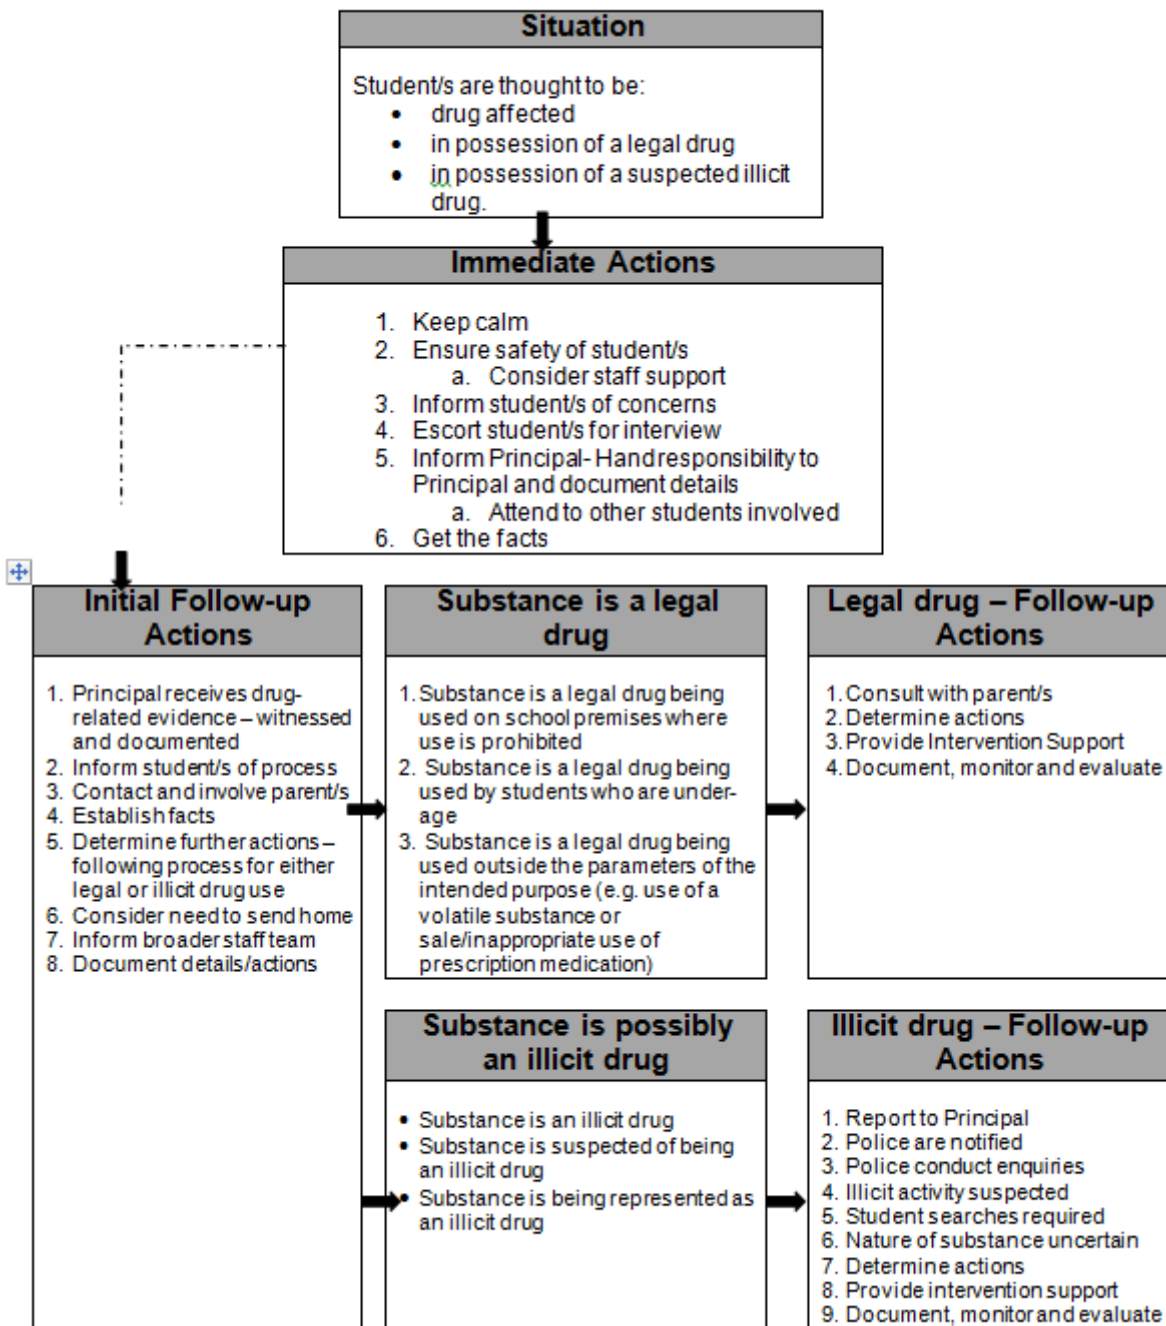 Situation
Student/s are thought to be:
• drug affected
• in possession of a legal drug
• in possession of a suspected illicit
drug.
Immediate Actions
1. Keep calm
2. Ensure safety of student/s
a. Consider staff support
3. Inform student/s of concerns
4. Escort student/s for interview
5. Inform Principal- Hand responsibility to
Principal and document details
a. Attend to other students involved
6. Get the facts
Initial Follow-up
Actions
1. Principal receives drug-
related evidence – witnessed
and documented
2. Inform student/s of process
3. Contact and involve parent/s
4. Establish facts
5. Determine further actions –
following process for either
legal or illicit drug use
6. Consider need to send home
7. Inform broader staff team
8. Document details/actions
Substance is a legal
drug
1. Substance is a legal drug being
used on school premises where
use is prohibited
2. Substance is a legal drug being
used by students who are under-
age
3. Substance is a legal drug being
used outside the parameters of the
intended purpose (e.g. use of a
volatile substance or
sale/inappropriate use of
prescription medication)
Legal drug – Follow-up
Actions
1. Consult with parent/s
2. Determine actions
3. Provide Intervention Support
4. Document, monitor and evaluate
Substance is possibly
an illicit drug
• Substance is an illicit drug
• Substance is suspected of being
an illicit drug
• Substance is being represented as
an illicit drug
Illicit drug – Follow-up
Actions
1. Report to Principal
2. Police are notified
3. Police conduct enquiries
4. Illicit activity suspected
5. Student searches required
6. Nature of substance uncertain
7. Determine actions
8. Provide intervention support
9. Document, monitor and evaluate